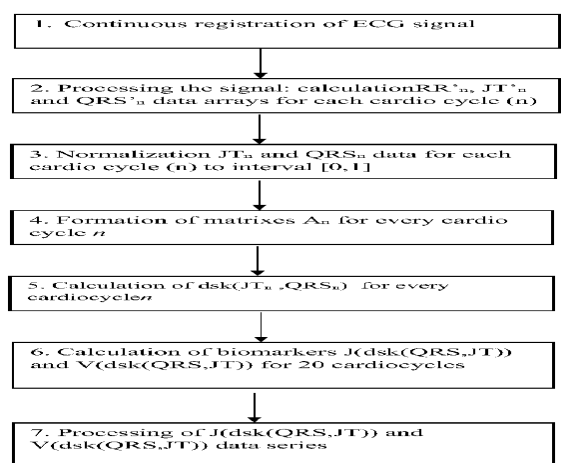 1. Continuous registration of ECG signal
2. Processing the signal: calculationRR'ₙ, JT'ₙ
and QRS'ₙ data arrays for each cardio cycle (n)
3. Normalization JTₙ and QRSₙ data for each
cardio cycle (n) to interval [0,1]
4. Formation of matrixes Aₙ for every cardio
cycle n
5. Calculation of dsk(JTₙ ,QRSₙ) for every
cardiocyclen
6. Calculation of biomarkers J(dsk(QRS,JT))
and V(dsk(QRS,JT)) for 20 cardiocycles
7. Processing of J(dsk(QRS,JT)) and
V(dsk(QRS,JT)) data series